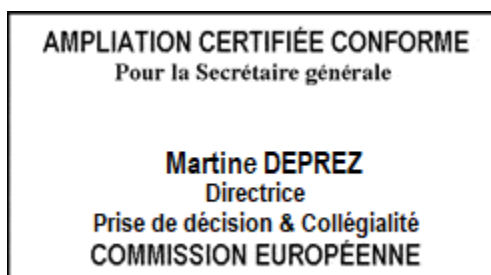 AMPLIATION CERTIFIÉE CONFORME
Pour la Secrétaire générale
Martine DEPREZ
Directrice
Prise de décision & Collégialité
COMMISSION EUROPÉENNE